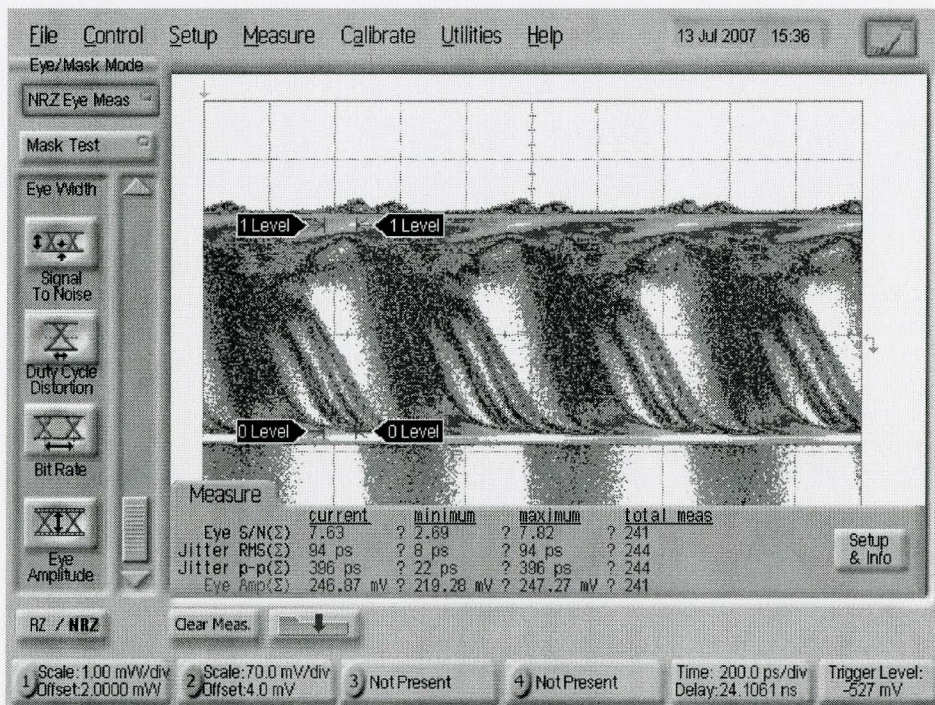 File Control Setup Measure Calibrate Utilities Help 13 Jul 2007 15:36
Eye/Mask Mode
NRZ Eye Meas
Mask Test
Eye Width
Signal
To Noise
Duty Cycle
Distortion
Bit Rate
Eye
Amplitude
1 Level 1 Level
0 Level 0 Level
Measure
current minimum maximum total meas
Eye S/N(Σ) 7.63 ? 2.69 ? 7.82 ? 241
Jitter RMS(Σ) 94 ps ? 8 ps ? 94 ps ? 244
Jitter p-p(Σ) 396 ps ? 22 ps ? 396 ps ? 244
Eye Amp(Σ) 246.87 mV ? 219.28 mV ? 247.27 mV ? 241
Setup
& Info
RZ / NRZ
Clear Meas.
1 Scale:1.00 mW/div
Offset:2.0000 mW
2 Scale:70.0 mV/div
Offset:4.0 mV
3 Not Present
4 Not Present
Time: 200.0 ps/div
Delay:24.1061 ns
Trigger Level:
-527 mV